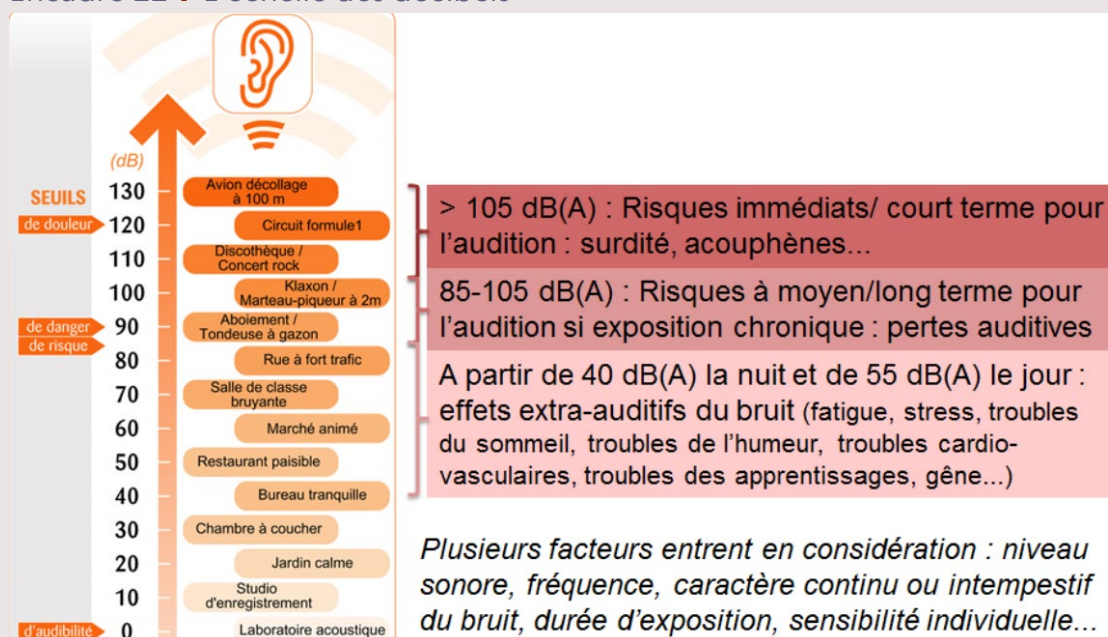 Encadré L'échelle des décibels
(dB)
SEUILS
130
Avion décollage
à 100 m
de douleur
120
Circuit formule1
110
Discothèque /
Concert rock
100
Klaxon /
Marteau-piqueur à 2m
de danger
90
Aboiement /
Tondeuse à gazon
de risque
80
Rue à fort trafic
70
Salle de classe
bruyante
60
Marché animé
50
Restaurant paisible
40
Bureau tranquille
30
Chambre à coucher
20
Jardin calme
10
Studio
d'enregistrement
d'audibilité
0
Laboratoire acoustique
> 105 dB(A) : Risques immédiats/ court terme pour
l'audition : surdité, acouphènes...
85-105 dB(A) : Risques à moyen/long terme pour
l'audition si exposition chronique : pertes auditives
A partir de 40 dB(A) la nuit et de 55 dB(A) le jour :
effets extra-auditifs du bruit (fatigue, stress, troubles
du sommeil, troubles de l'humeur, troubles cardio-
vasculaires, troubles des apprentissages, gêne...)
Plusieurs facteurs entrent en considération : niveau
sonore, fréquence, caractère continu ou intempestif
du bruit, durée d'exposition, sensibilité individuelle...